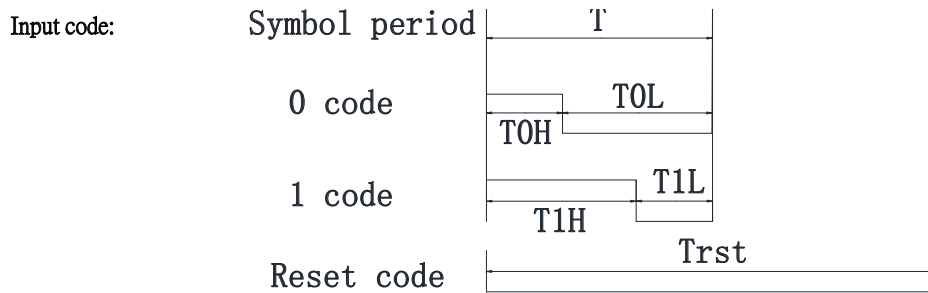 Input code: Symbol period T
0 code T0H T0L
1 code T1H T1L
Reset code Trst